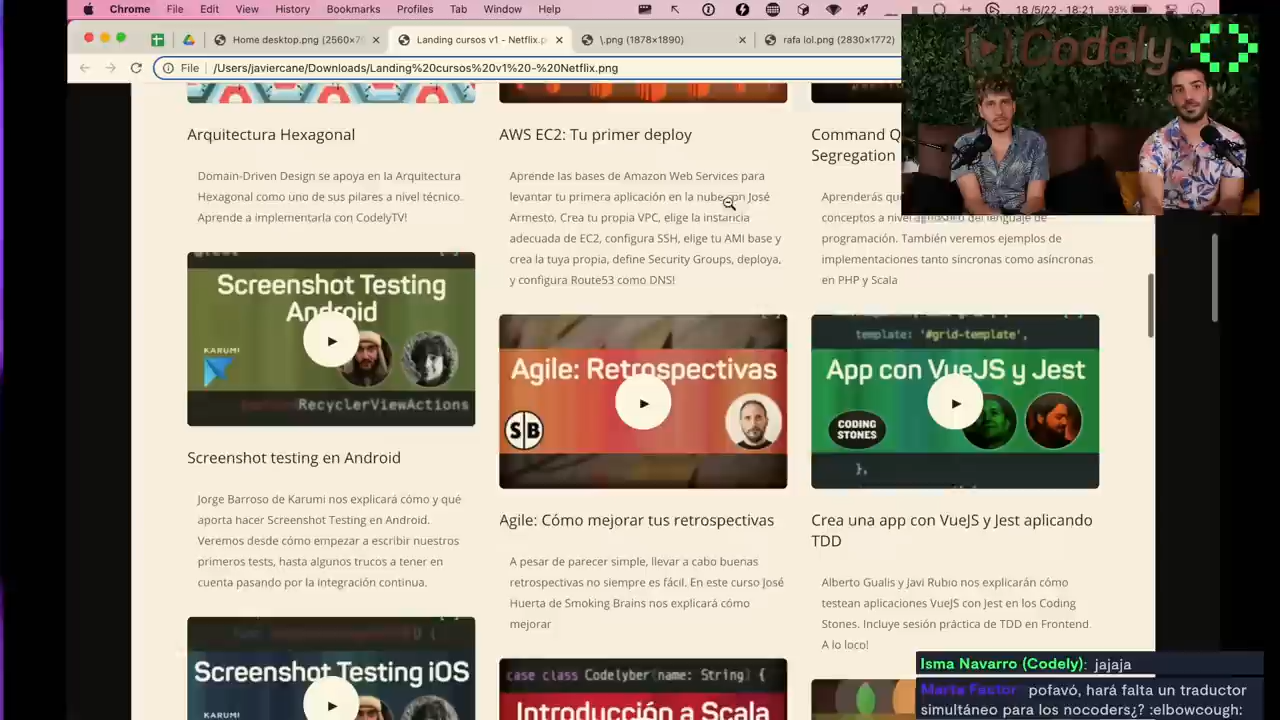 Chrome File Edit View History Bookmarks Profiles Tab Window Help
18/5/22 - 18:21
93%
Home desktop.png (2560×7
Landing cursos v1 - Netflix.p
\.png (1878×1890)
rafa lol.png (2830×1772)
File /Users/javiercane/Downloads/Landing%20cursos%20v1%20-%20Netflix.png
Codely
Arquitectura Hexagonal
Domain-Driven Design se apoya en la Arquitectura
Hexagonal como uno de sus pilares a nivel técnico.
Aprende a implementarla con CodelyTV!
AWS EC2: Tu primer deploy
Aprende las bases de Amazon Web Services para
levantar tu primera aplicación en la nube con José
Armesto. Crea tu propia VPC, elige la instancia
adecuada de EC2, configura SSH, elige tu AMI base y
crea la tuya propia, define Security Groups, deploya,
y configura Route53 como DNS!
Command Q
Segregation
Aprenderás qu
conceptos a nivel agnóstico del lenguaje de
programación. También veremos ejemplos de
implementaciones tanto síncronas como asíncronas
en PHP y Scala
Screenshot Testing
Android
KARUMI
RecyclerViewActions
Screenshot testing en Android
Jorge Barroso de Karumi nos explicará cómo y qué
aporta hacer Screenshot Testing en Android.
Veremos desde cómo empezar a escribir nuestros
primeros tests, hasta algunos trucos a tener en
cuenta pasando por la integración continua.
Agile: Retrospectivas
SB
Agile: Cómo mejorar tus retrospectivas
A pesar de parecer simple, llevar a cabo buenas
retrospectivas no siempre es fácil. En este curso José
Huerta de Smoking Brains nos explicará cómo
mejorar
template: '#grid-template',
App con VueJS y Jest
CODING
STONES
},
Crea una app con VueJS y Jest aplicando
TDD
Alberto Gualis y Javi Rubio nos explicarán cómo
testean aplicaciones VueJS con Jest en los Coding
Stones. Incluye sesión práctica de TDD en Frontend.
A lo loco!
Screenshot Testing iOS
case class Codelyber(name: String) {
Introducción a Scala
Isma Navarro (Codely): jajaja
Marta Factor pofavó, hará falta un traductor
simultáneo para los nocoders¿? :elbowcough: